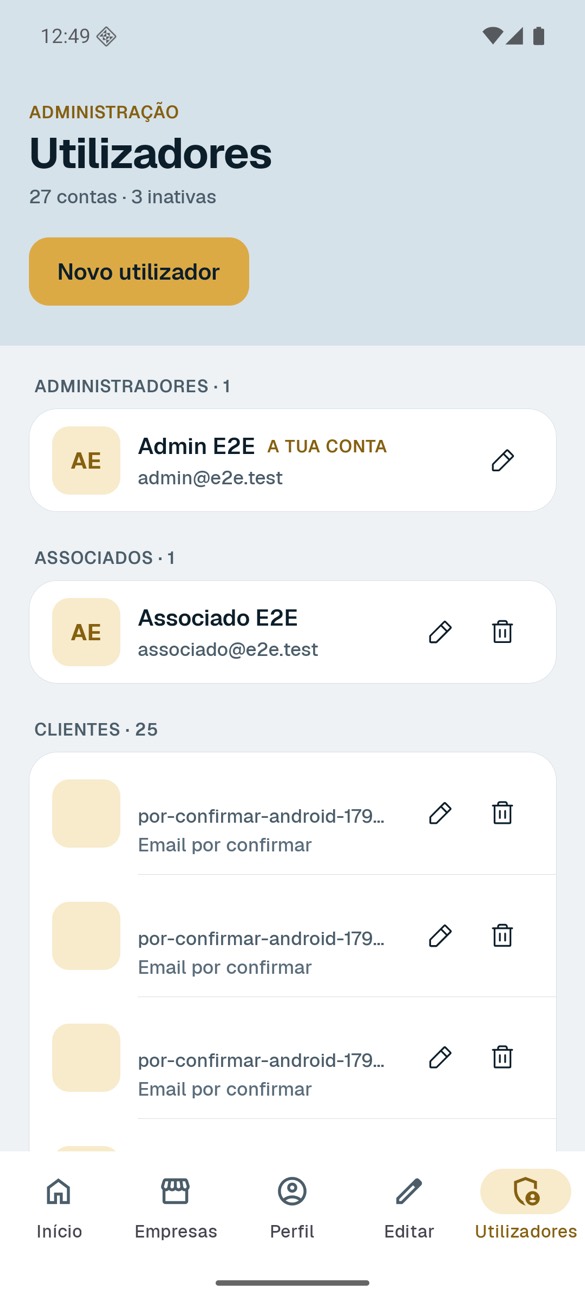 12:49
ADMINISTRAÇÃO
Utilizadores
27 contas · 3 inativas
Novo utilizador
ADMINISTRADORES · 1
AE
Admin E2E A TUA CONTA
admin@e2e.test
ASSOCIADOS · 1
AE
Associado E2E
associado@e2e.test
CLIENTES · 25
por-confirmar-android-179...
Email por confirmar
por-confirmar-android-179...
Email por confirmar
por-confirmar-android-179...
Email por confirmar
Início Empresas Perfil Editar Utilizadores